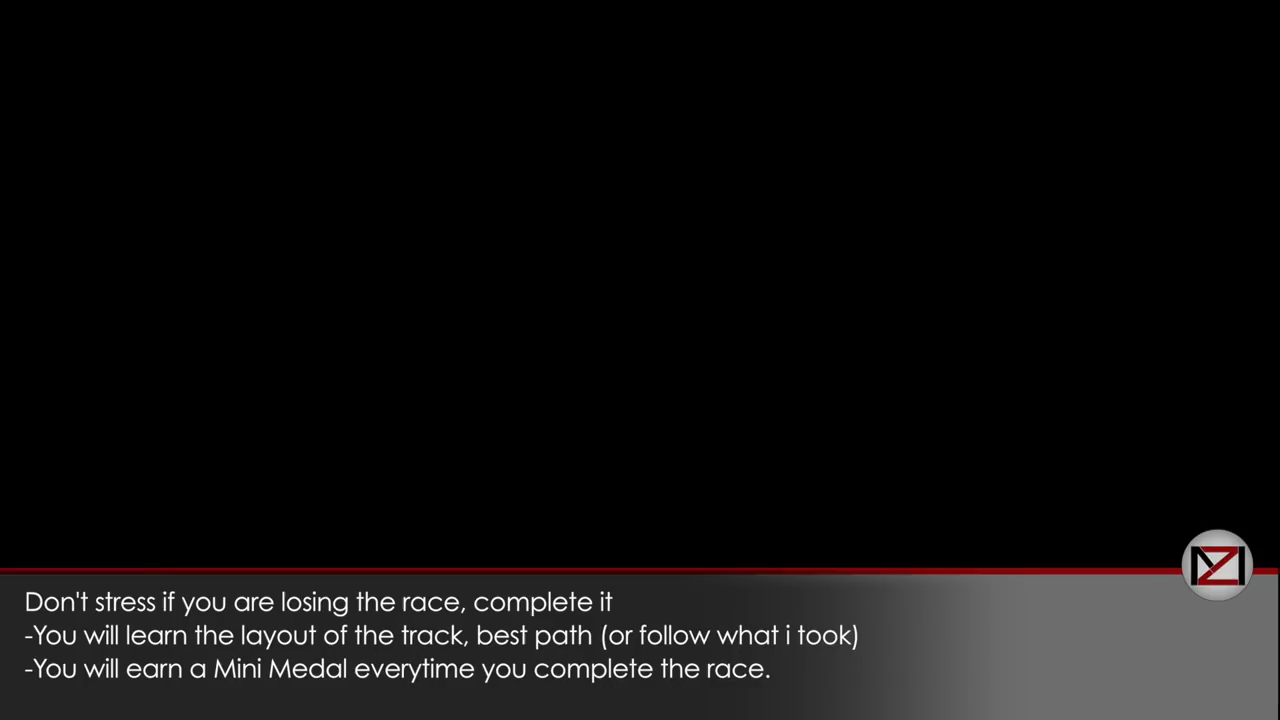 Don't stress if you are losing the race, complete it
-You will learn the layout of the track, best path (or follow what i took)
-You will earn a Mini Medal everytime you complete the race.